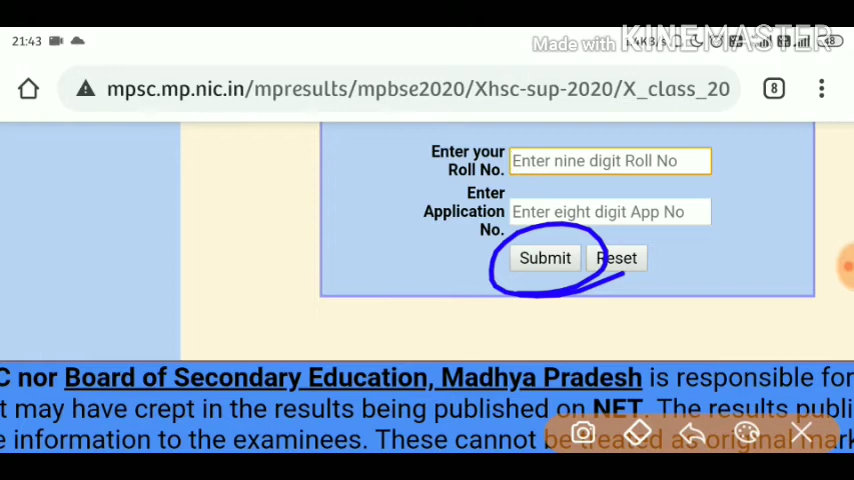 21:43
Made with KINEMASTER
mpsc.mp.nic.in/mpresults/mpbse2020/Xhsc-sup-2020/X_class_20
8
Enter your
Roll No.
Enter nine digit Roll No
Enter
Application
No.
Enter eight digit App No
Submit
Reset
C nor Board of Secondary Education, Madhya Pradesh is responsible for
t may have crept in the results being published on NET. The results publi
e information to the examinees. These cannot be treated as original mark